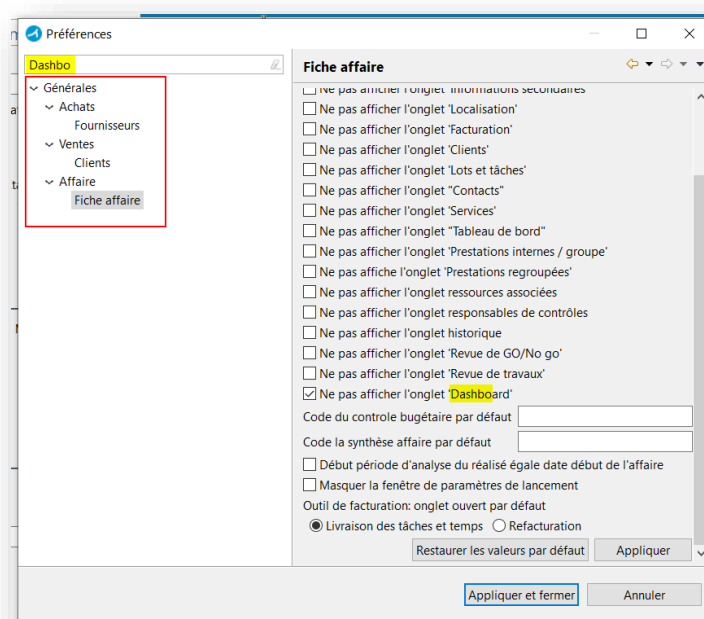 Préférences
Dashbo
Générales
Achats
Fournisseurs
Ventes
Clients
Affaire
Fiche affaire
Fiche affaire
Ne pas afficher l'onglet 'Informations secondaires
Ne pas afficher l'onglet 'Localisation'
Ne pas afficher l'onglet 'Facturation'
Ne pas afficher l'onglet 'Clients'
Ne pas afficher l'onglet 'Lots et tâches'
Ne pas afficher l'onglet "Contacts"
Ne pas afficher l'onglet 'Services'
Ne pas afficher l'onglet "Tableau de bord"
Ne pas afficher l'onglet 'Prestations internes / groupe'
Ne pas affiche l'onglet 'Prestations regroupées'
Ne pas afficher l'onglet ressources associées
Ne pas afficher l'onglet responsables de contrôles
Ne pas afficher l'onglet historique
Ne pas afficher l'onglet 'Revue de GO/No go'
Ne pas afficher l'onglet 'Revue de travaux'
Ne pas afficher l'onglet 'Dashboard'
Code du controle bugétaire par défaut
Code la synthèse affaire par défaut
Début période d'analyse du réalisé égale date début de l'affaire
Masquer la fenêtre de paramètres de lancement
Outil de facturation: onglet ouvert par défaut
Livraison des tâches et temps Refacturation
Restaurer les valeurs par défaut Appliquer
Appliquer et fermer Annuler